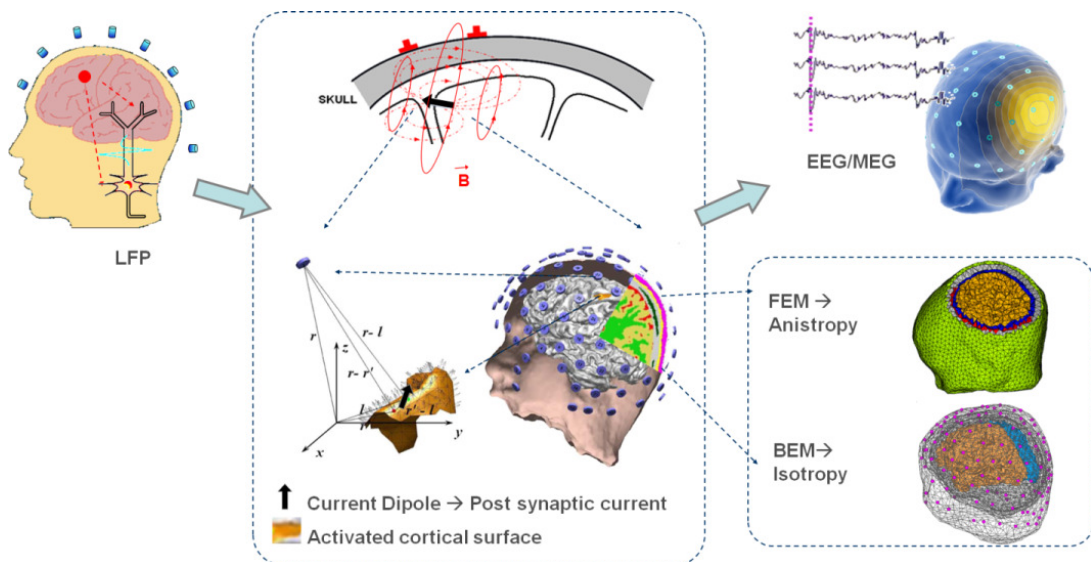 SKULL
B
LFP
EEG/MEG
r
r- l
z
r- r'
l
r' - l
r'
y
x
FEM →
Anistropy
BEM→
Isotropy
Current Dipole → Post synaptic current
Activated cortical surface